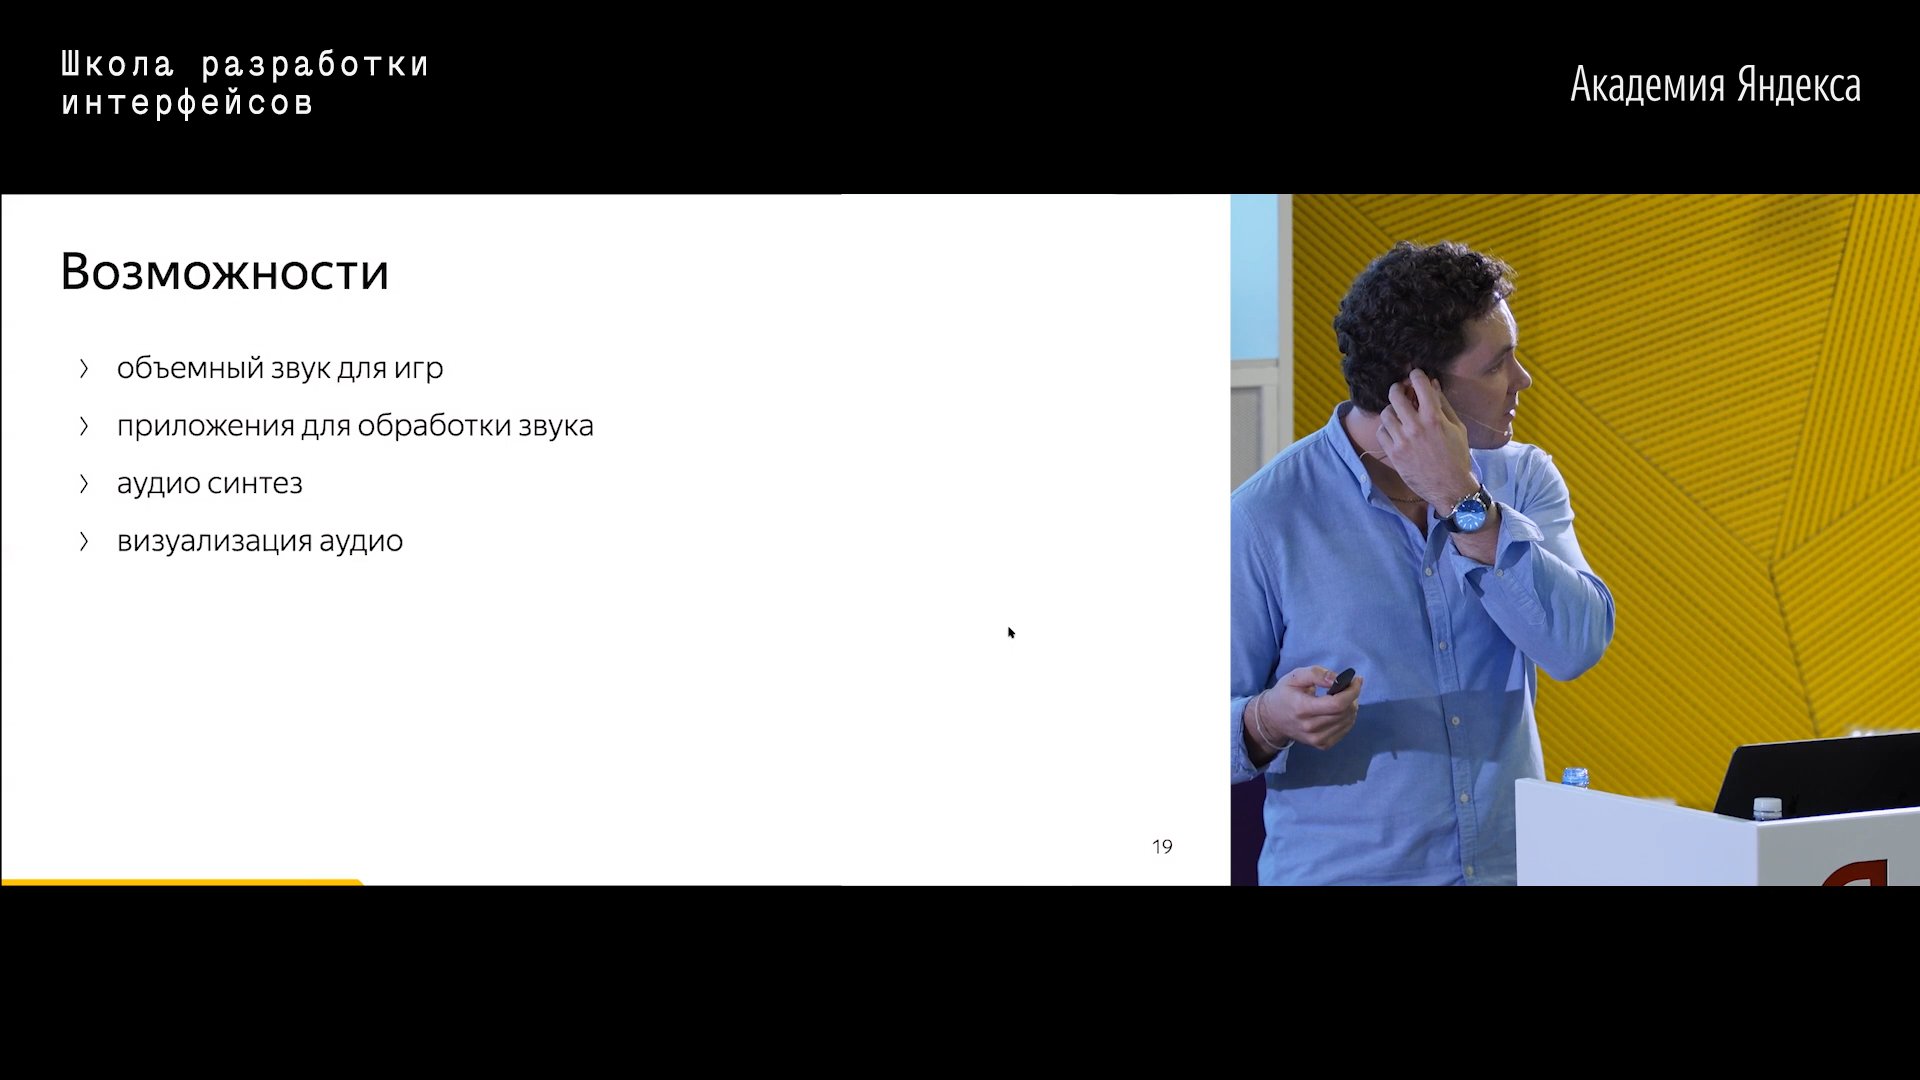 Школа разработки
интерфейсов
Академия Яндекса
Возможности
объемный звук для игр
приложения для обработки звука
аудио синтез
визуализация аудио
19